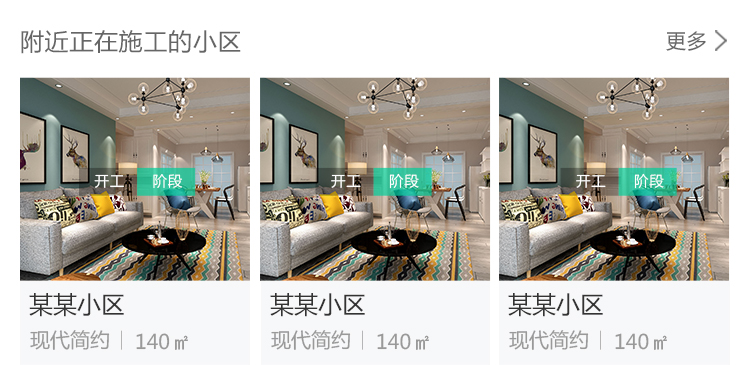 附近正在施工的小区 更多
开工 阶段 开工 阶段 开工 阶段
某某小区 某某小区 某某小区
现代简约 | 140㎡ 现代简约 | 140㎡ 现代简约 | 140㎡